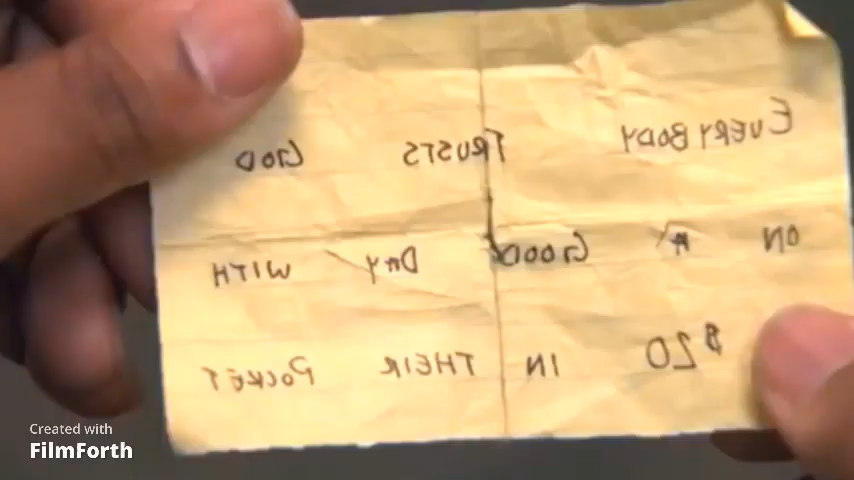 EVERYBODY TRUSTS GOD
ON A GOOD DAY WITH
$20 IN THEIR POCKET
Created with
FilmForth